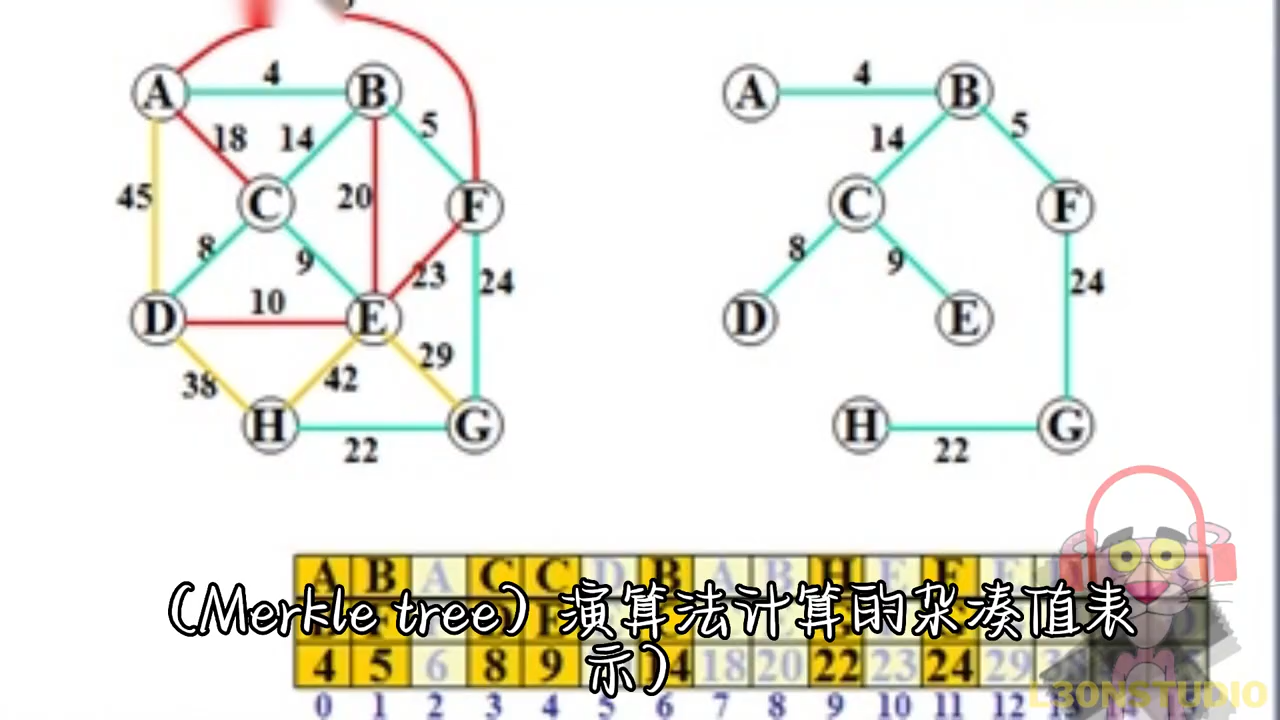 A 4 B
18 14 5
45 C 20 F
8 9 23 24
10
D E
38 42 29
H G
22
A 4 B
14 5
C F
8 9 24
D E
H G
22
A B A C C D B A B H E F E
(Merkle tree) 演算法计算的杂凑值表
示)
4 5 6 8 9 14 18 20 22 23 24 29
0 1 2 3 4 5 6 7 8 9 10 11 12
L30NSTUDIO